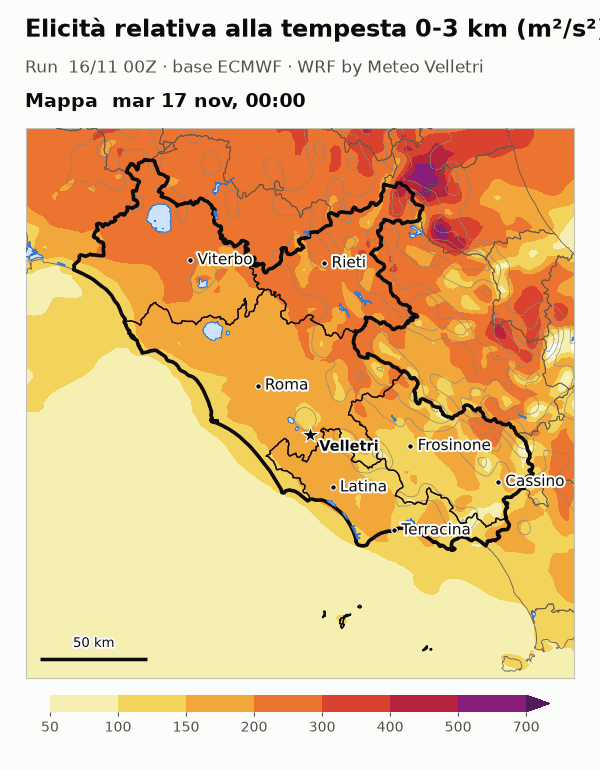 Elicità relativa alla tempesta 0-3 km (m²/s²)
Run 16/11 00Z · base ECMWF · WRF by Meteo Velletri
Mappa mar 17 nov, 00:00
Viterbo
Rieti
Roma
Velletri
Frosinone
Cassino
Latina
Terracina
50 km
50 100 150 200 300 400 500 700